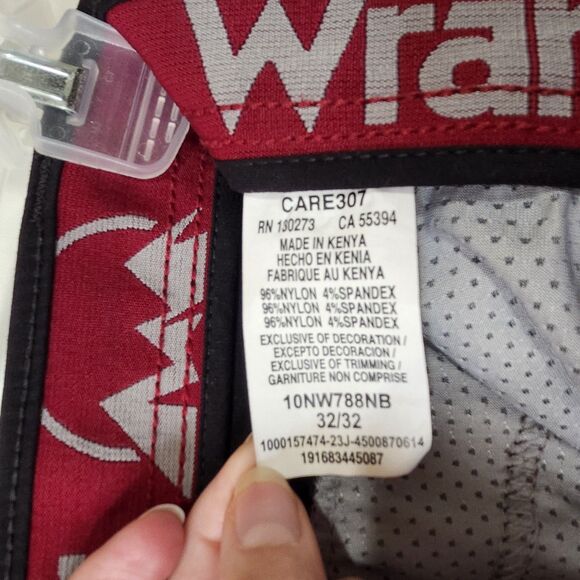 Wran
CARE307
RN 130273 CA 55394
MADE IN KENYA
HECHO EN KENIA
FABRIQUE AU KENYA
96%NYLON 4%SPANDEX
96%NYLON 4%SPANDEX
96%NYLON 4%SPANDEX
EXCLUSIVE OF DECORATION /
EXCEPTO DECORACION /
EXCLUSIVE OF TRIMMING /
GARNITURE NON COMPRISE
10NW788NB
32/32
1000157474-23J-4500870614
191683445087